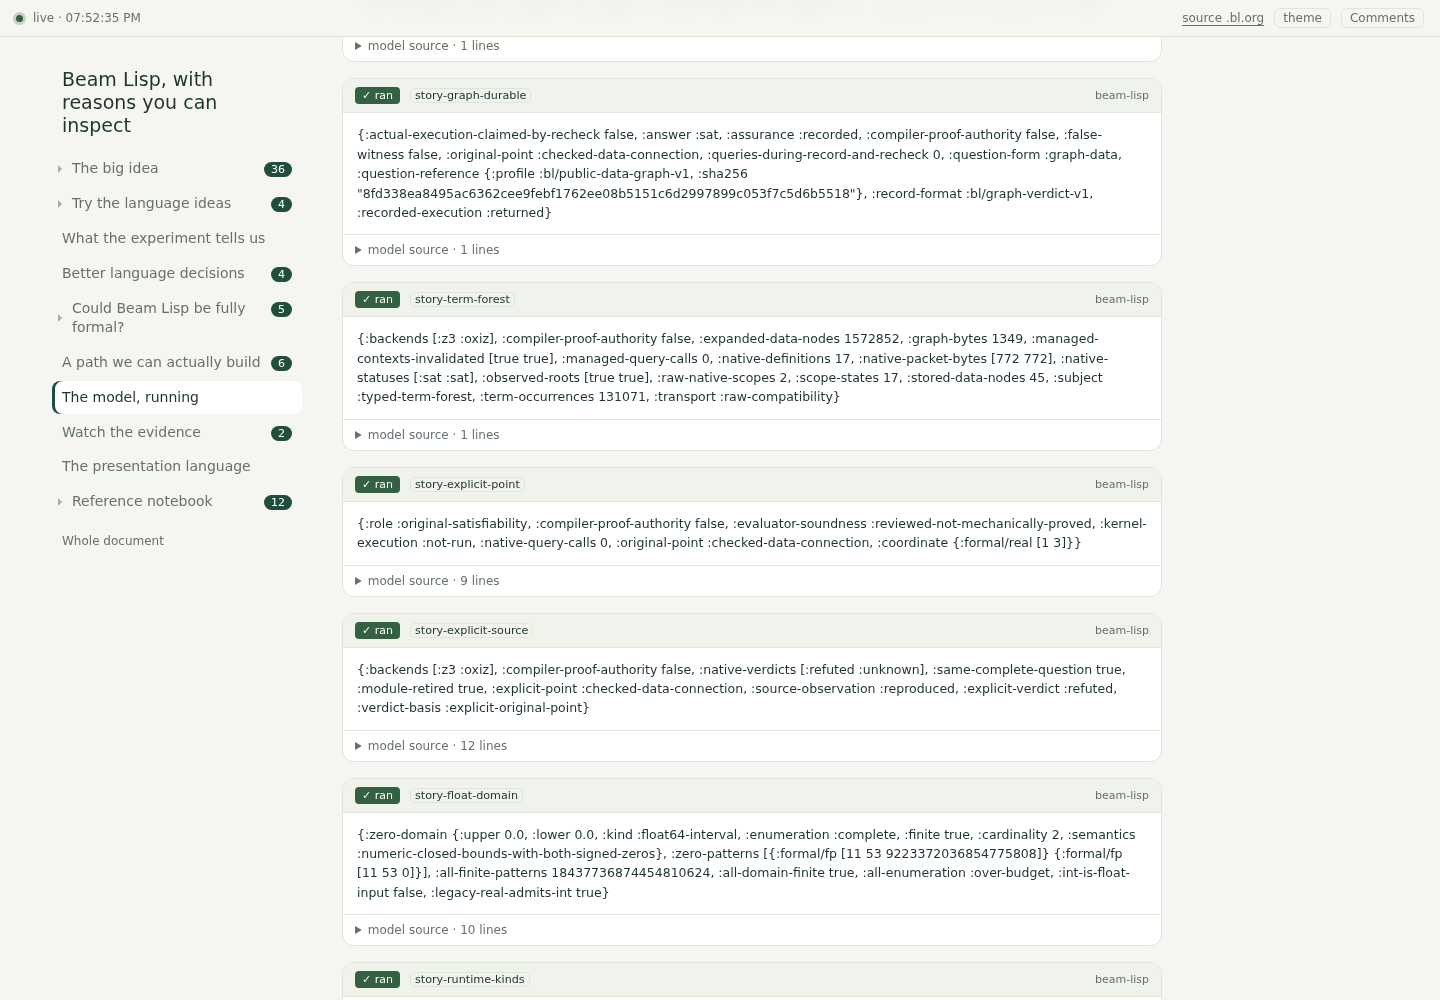 live · 07:52:35 PM
source .bl.org
theme
Comments
Beam Lisp, with
reasons you can
inspect
The big idea 36
Try the language ideas 4
What the experiment tells us
Better language decisions 4
Could Beam Lisp be fully 5
formal?
A path we can actually build 6
The model, running
Watch the evidence 2
The presentation language
Reference notebook 12
Whole document
model source · 1 lines
✓ ran story-graph-durable beam-lisp
{:actual-execution-claimed-by-recheck false, :answer :sat, :assurance :recorded, :compiler-proof-authority false, :false-
witness false, :original-point :checked-data-connection, :queries-during-record-and-recheck 0, :question-form :graph-data,
:question-reference {:profile :bl/public-data-graph-v1, :sha256
"8fd338ea8495ac6362cee9febf1762ee08b5151c6d2997899c053f7c5d6b5518"}, :record-format :bl/graph-verdict-v1,
:recorded-execution :returned}
model source · 1 lines
✓ ran story-term-forest beam-lisp
{:backends [:z3 :oxiz], :compiler-proof-authority false, :expanded-data-nodes 1572852, :graph-bytes 1349, :managed-
contexts-invalidated [true true], :managed-query-calls 0, :native-definitions 17, :native-packet-bytes [772 772], :native-
statuses [:sat :sat], :observed-roots [true true], :raw-native-scopes 2, :scope-states 17, :stored-data-nodes 45, :subject
:typed-term-forest, :term-occurrences 131071, :transport :raw-compatibility}
model source · 1 lines
✓ ran story-explicit-point beam-lisp
{:role :original-satisfiability, :compiler-proof-authority false, :evaluator-soundness :reviewed-not-mechanically-proved, :kernel-
execution :not-run, :native-query-calls 0, :original-point :checked-data-connection, :coordinate {:formal/real [1 3]}}
model source · 9 lines
✓ ran story-explicit-source beam-lisp
{:backends [:z3 :oxiz], :compiler-proof-authority false, :native-verdicts [:refuted :unknown], :same-complete-question true,
:module-retired true, :explicit-point :checked-data-connection, :source-observation :reproduced, :explicit-verdict :refuted,
:verdict-basis :explicit-original-point}
model source · 12 lines
✓ ran story-float-domain beam-lisp
{:zero-domain {:upper 0.0, :lower 0.0, :kind :float64-interval, :enumeration :complete, :finite true, :cardinality 2, :semantics
:numeric-closed-bounds-with-both-signed-zeros}, :zero-patterns [{:formal/fp [11 53 9223372036854775808]} {:formal/fp
[11 53 0]}], :all-finite-patterns 18437736874454810624, :all-domain-finite true, :all-enumeration :over-budget, :int-is-float-
input false, :legacy-real-admits-int true}
model source · 10 lines
✓ ran story-runtime-kinds beam-lisp